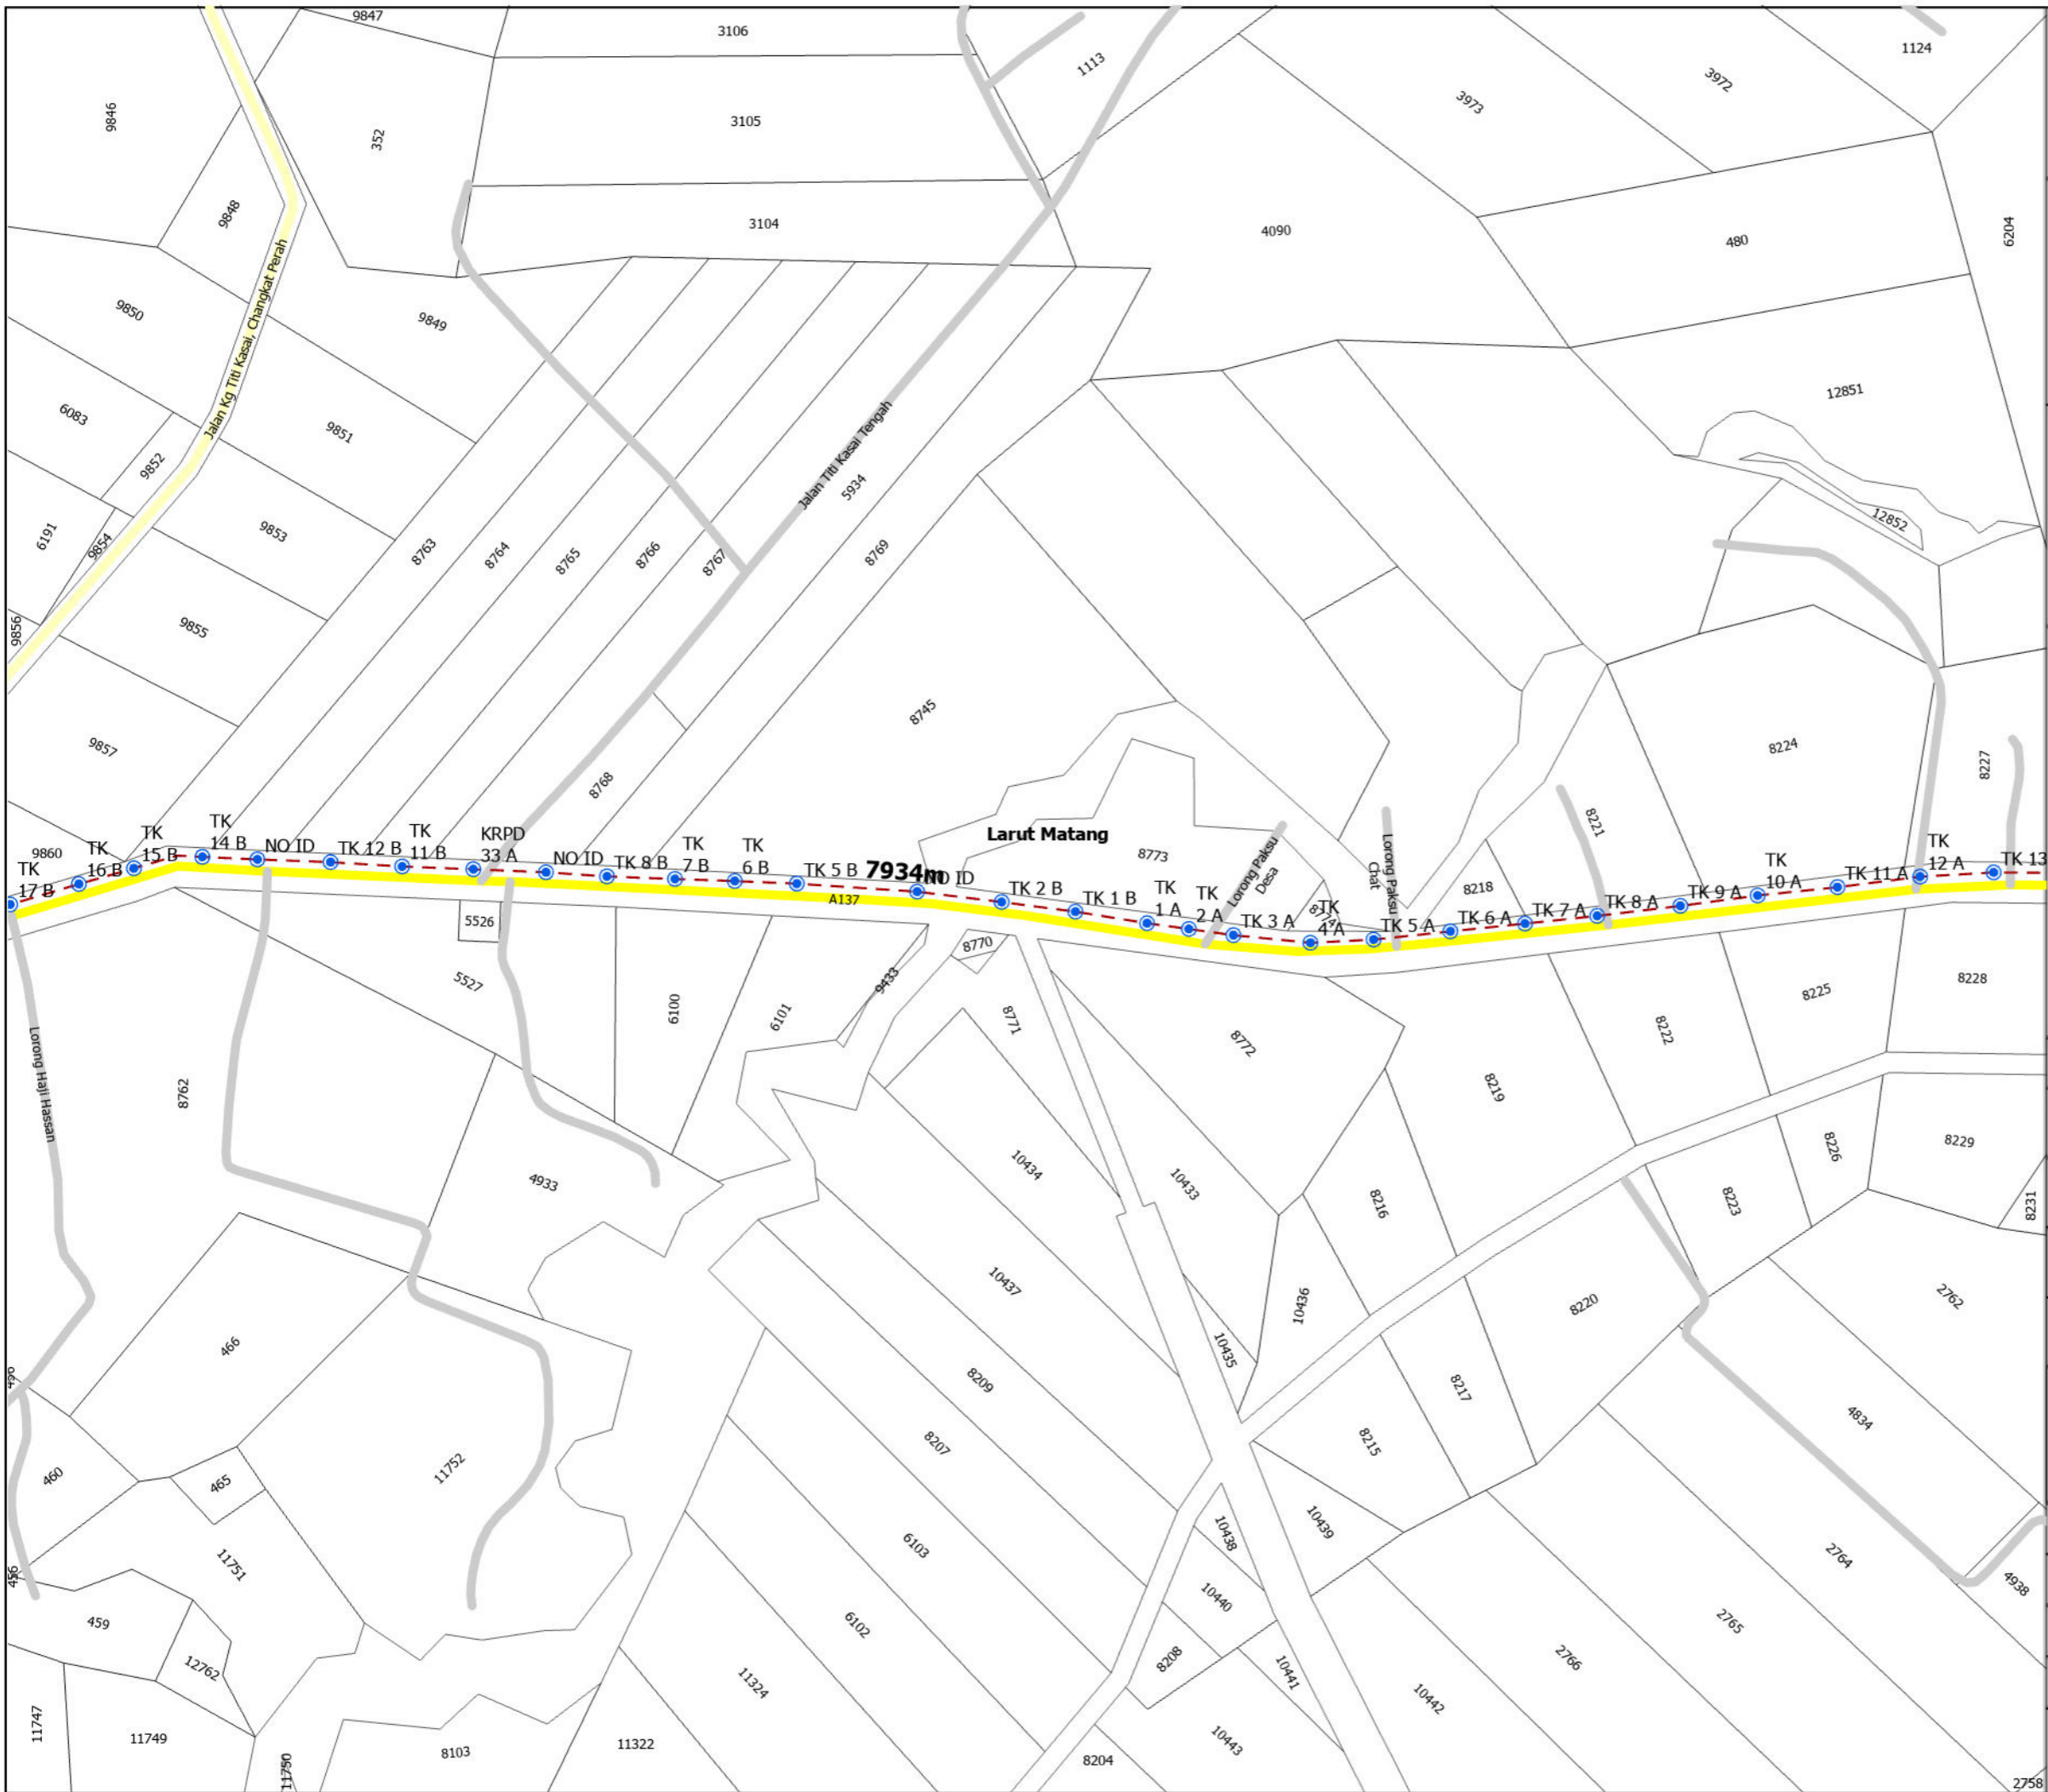 9847
3106
1113
1124
3972
3973
9846
352
3105
9848
3104
4090
480
6204
Jalan Kg Titi Kasai, Changkat Perah
9850
9849
12851
6083
9851
Jalan Titi Kasai Tengah
9852
5934
12852
6191
9854
9853
8763
8764
8765
8766
8767
8769
9856
9855
8745
9857
8224
8227
8768
8221
Larut Matang
9860
TK
17 B
TK
16 B
TK
15 B
TK
14 B
NO ID
TK 12 B
TK
11 B
KRPD
33 A
NO ID
TK 8 B
TK
7 B
TK
6 B
TK 5 B
7934m
NO ID
TK 2 B
TK 1 B
TK
1 A
TK
2 A
TK 3 A
TK
4 A
TK 5 A
TK 6 A
TK 7 A
TK 8 A
TK 9 A
TK
10 A
TK 11 A
TK
12 A
TK 13
8773
Lorong Paksu
Desa
8774
Lorong Paksu
Chat
8218
A137
5526
8770
9433
5527
6100
6101
8771
8772
8222
8225
8228
Lorong Haji Hassan
8762
8219
4933
10434
10433
8216
8226
8229
8223
8231
10437
10436
8220
2762
466
10435
8209
8217
4834
460
465
11752
8207
8215
11751
6103
10438
10439
2764
4938
459
6102
10440
2765
12762
11324
8208
10441
2766
10442
11747
11749
11750
8103
11322
8204
10443
2758